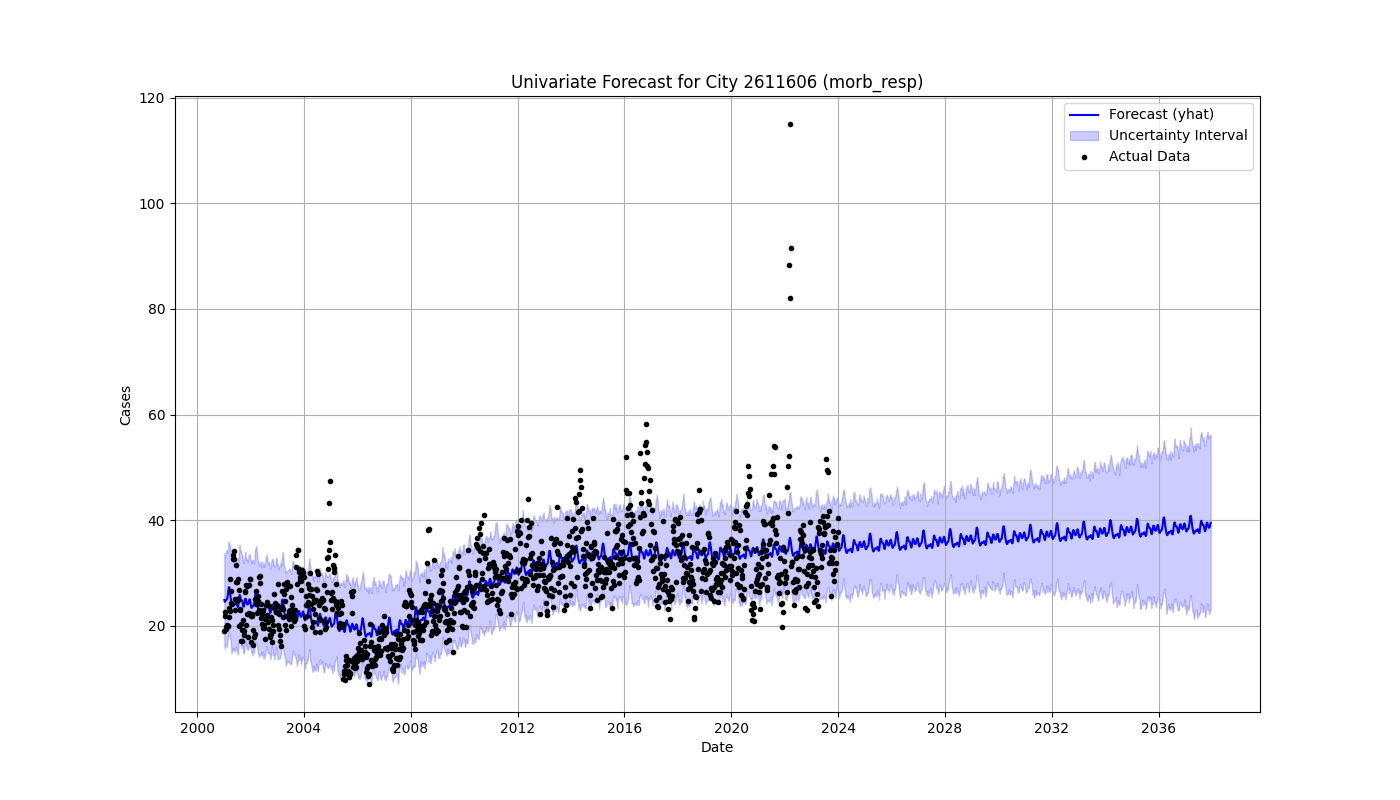 Univariate Forecast for City 2611606 (morb_resp)
Forecast (yhat)
Uncertainty Interval
Actual Data
120
100
80
60
40
20
Cases
2000 2004 2008 2012 2016 2020 2024 2028 2032 2036
Date